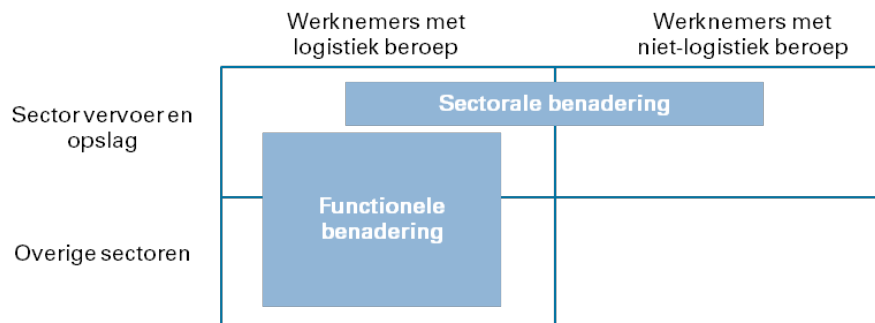 Werknemers met
logistiek beroep
Werknemers met
niet-logistiek beroep
Sector vervoer en
opslag
Sectorale benadering
Functionele
benadering
Overige sectoren